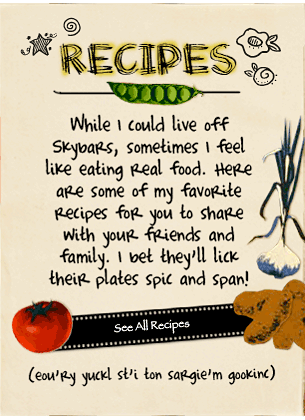 RECIPES
While I could live off
Skybars, sometimes I feel
like eating real food. Here
are some of my favorite
recipes for you to share
with your friends and
family. I bet they'll lick
their plates spic and span!
See All Recipes
(eou'ry yuckl st'i ton sargie'm gookinc)